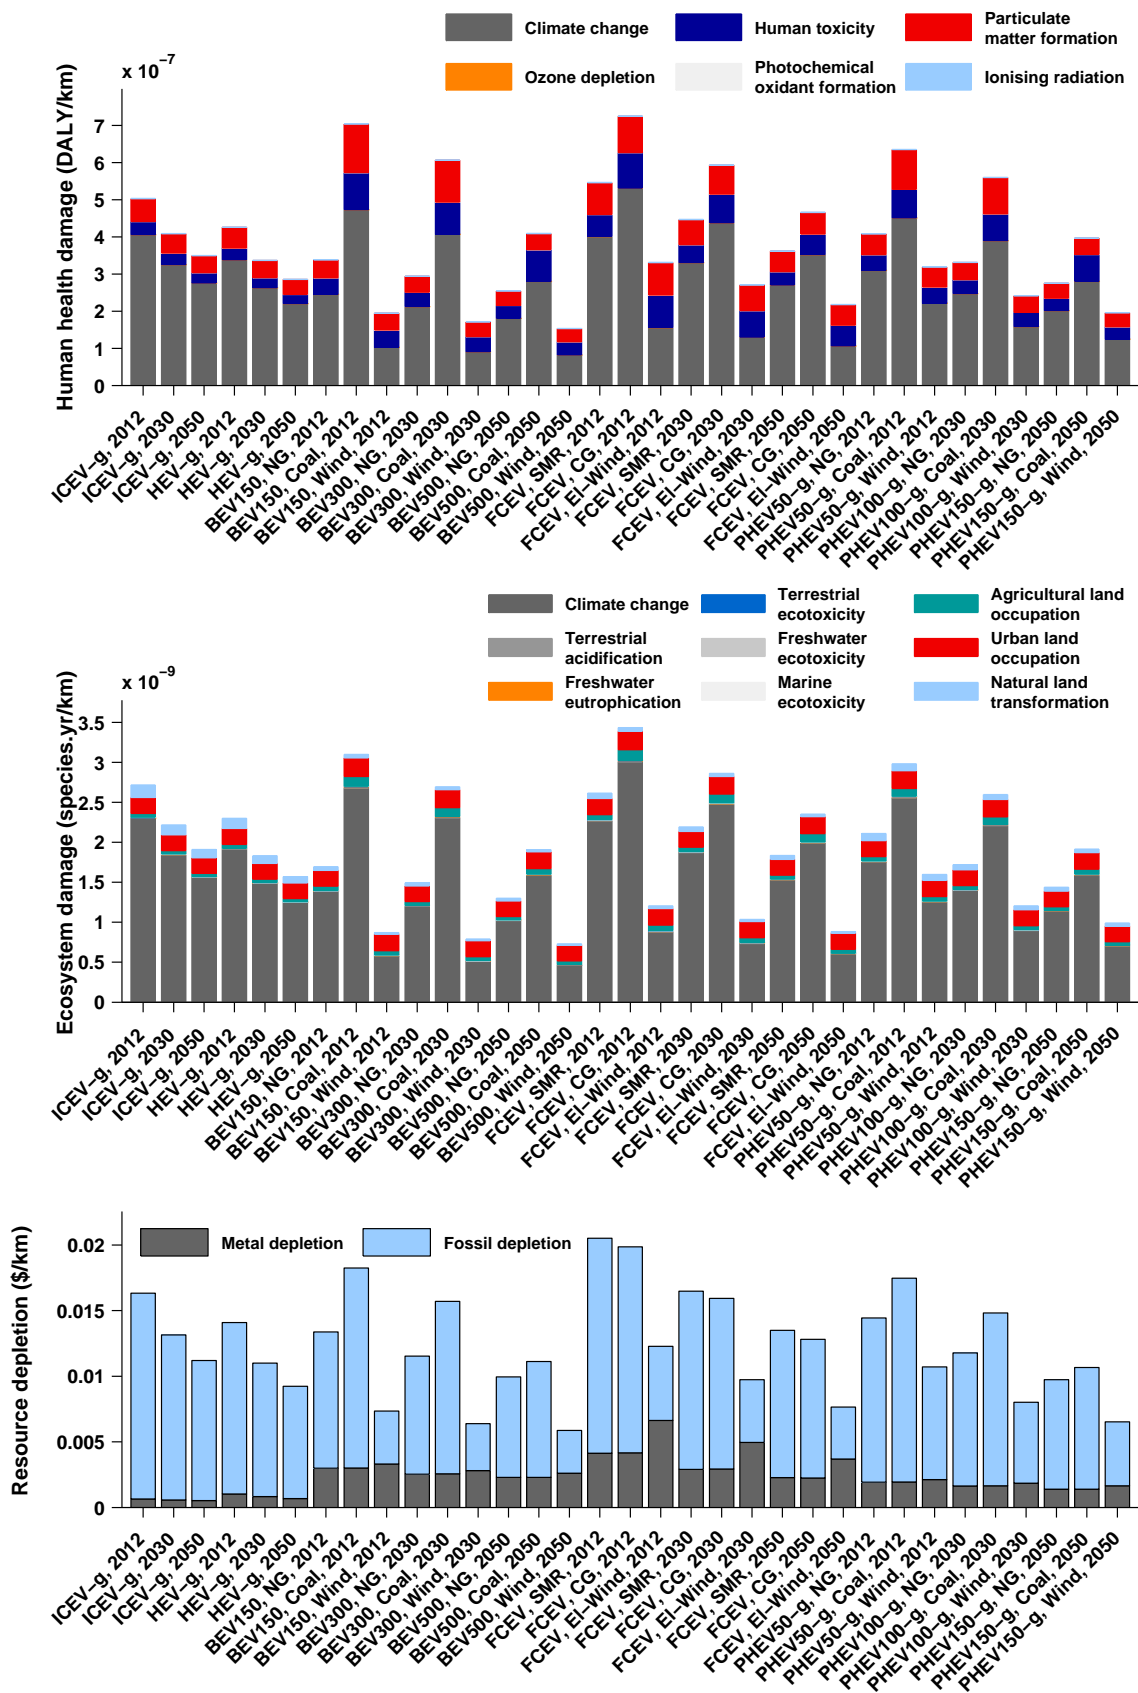 Climate change
Human toxicity
Particulate
matter formation
Ozone depletion
Photochemical
oxidant formation
Ionising radiation
x 10−7
Human health damage (DALY/km)
7
6
5
4
3
2
1
0
ICEV−g, 2012
ICEV−g, 2030
ICEV−g, 2050
HEV−g, 2012
HEV−g, 2030
HEV−g, 2050
BEV150, NG, 2012
BEV150, Coal, 2012
BEV150, Wind, 2012
BEV300, NG, 2030
BEV300, Coal, 2030
BEV300, Wind, 2030
BEV500, NG, 2050
BEV500, Coal, 2050
BEV500, Wind, 2050
FCEV, SMR, 2012
FCEV, CG, 2012
FCEV, El−Wind, 2012
FCEV, SMR, 2030
FCEV, CG, 2030
FCEV, El−Wind, 2030
FCEV, SMR, 2050
FCEV, CG, 2050
FCEV, El−Wind, 2050
PHEV50−g, NG, 2012
PHEV50−g, Coal, 2012
PHEV50−g, Wind, 2012
PHEV100−g, NG, 2030
PHEV100−g, Coal, 2030
PHEV100−g, Wind, 2030
PHEV150−g, NG, 2050
PHEV150−g, Coal, 2050
PHEV150−g, Wind, 2050
Climate change
Terrestrial
ecotoxicity
Agricultural land
occupation
Terrestrial
acidification
Freshwater
ecotoxicity
Urban land
occupation
Freshwater
eutrophication
Marine
ecotoxicity
Natural land
transformation
x 10−9
Ecosystem damage (species.yr/km)
3.5
3
2.5
2
1.5
1
0.5
0
ICEV−g, 2012
ICEV−g, 2030
ICEV−g, 2050
HEV−g, 2012
HEV−g, 2030
HEV−g, 2050
BEV150, NG, 2012
BEV150, Coal, 2012
BEV150, Wind, 2012
BEV300, NG, 2030
BEV300, Coal, 2030
BEV300, Wind, 2030
BEV500, NG, 2050
BEV500, Coal, 2050
BEV500, Wind, 2050
FCEV, SMR, 2012
FCEV, CG, 2012
FCEV, El−Wind, 2012
FCEV, SMR, 2030
FCEV, CG, 2030
FCEV, El−Wind, 2030
FCEV, SMR, 2050
FCEV, CG, 2050
FCEV, El−Wind, 2050
PHEV50−g, NG, 2012
PHEV50−g, Coal, 2012
PHEV50−g, Wind, 2012
PHEV100−g, NG, 2030
PHEV100−g, Coal, 2030
PHEV100−g, Wind, 2030
PHEV150−g, NG, 2050
PHEV150−g, Coal, 2050
PHEV150−g, Wind, 2050
Metal depletion
Fossil depletion
Resource depletion ($/km)
0.02
0.015
0.01
0.005
0
ICEV−g, 2012
ICEV−g, 2030
ICEV−g, 2050
HEV−g, 2012
HEV−g, 2030
HEV−g, 2050
BEV150, NG, 2012
BEV150, Coal, 2012
BEV150, Wind, 2012
BEV300, NG, 2030
BEV300, Coal, 2030
BEV300, Wind, 2030
BEV500, NG, 2050
BEV500, Coal, 2050
BEV500, Wind, 2050
FCEV, SMR, 2012
FCEV, CG, 2012
FCEV, El−Wind, 2012
FCEV, SMR, 2030
FCEV, CG, 2030
FCEV, El−Wind, 2030
FCEV, SMR, 2050
FCEV, CG, 2050
FCEV, El−Wind, 2050
PHEV50−g, NG, 2012
PHEV50−g, Coal, 2012
PHEV50−g, Wind, 2012
PHEV100−g, NG, 2030
PHEV100−g, Coal, 2030
PHEV100−g, Wind, 2030
PHEV150−g, NG, 2050
PHEV150−g, Coal, 2050
PHEV150−g, Wind, 2050